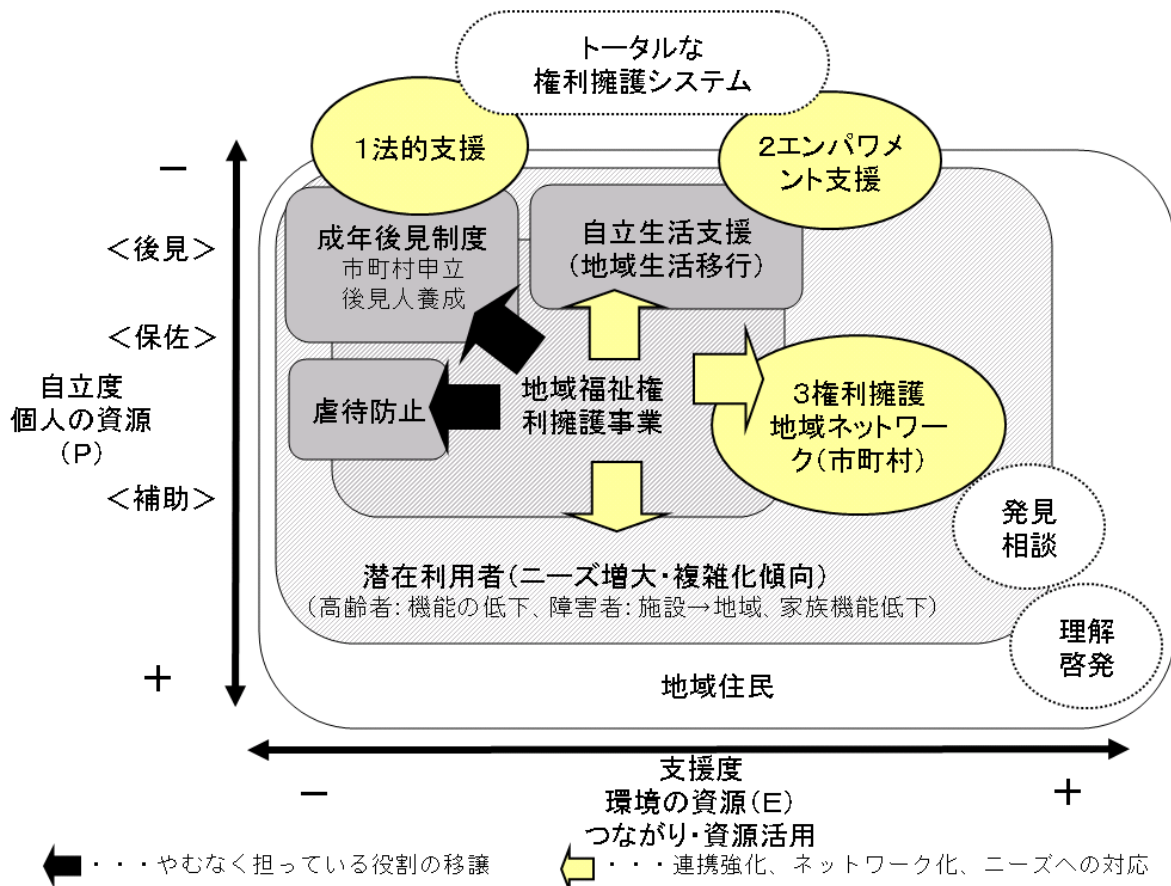 トータルな
権利擁護システム
1法的支援
2エンパワメ
ント支援
−
＜後見＞
＜保佐＞
自立度
個人の資源
（P）
＜補助＞
＋
成年後見制度
市町村申立
後見人養成
自立生活支援
(地域生活移行)
虐待防止
地域福祉権
利擁護事業
3権利擁護
地域ネットワー
ク(市町村)
発見
相談
潜在利用者(ニーズ増大・複雑化傾向)
(高齢者:機能の低下、障害者:施設→地域、家族機能低下)
理解
啓発
地域住民
−
支援度
＋
環境の資源(E)
つながり・資源活用
・・・やむなく担っている役割の移譲
・・・連携強化、ネットワーク化、ニーズへの対応